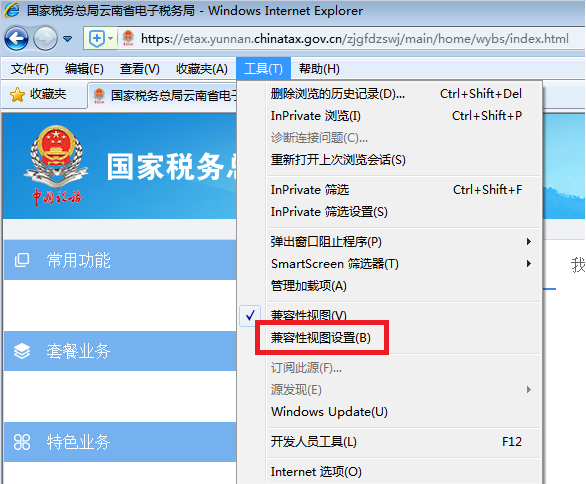 国家税务总局云南省电子税务局 - Windows Internet Explorer
https://etax.yunnan.chinatax.gov.cn/zjgfdzswj/main/home/wybs/index.html
文件(F) 编辑(E) 查看(V) 收藏夹(A) 工具(T) 帮助(H)
收藏夹 国家税务总局云南省电子
删除浏览的历史记录(D)... Ctrl+Shift+Del
InPrivate 浏览(I) Ctrl+Shift+P
诊断连接问题(C)...
重新打开上次浏览会话(S)
InPrivate 筛选 Ctrl+Shift+F
InPrivate 筛选设置(S)
弹出窗口阻止程序(P)
SmartScreen 筛选器(T)
管理加载项(A)
兼容性视图(V)
兼容性视图设置(B)
订阅此源(F)...
源发现(E)
Windows Update(U)
开发人员工具(L) F12
Internet 选项(O)
国家税务总
中国税务
常用功能
套餐业务
特色业务
我